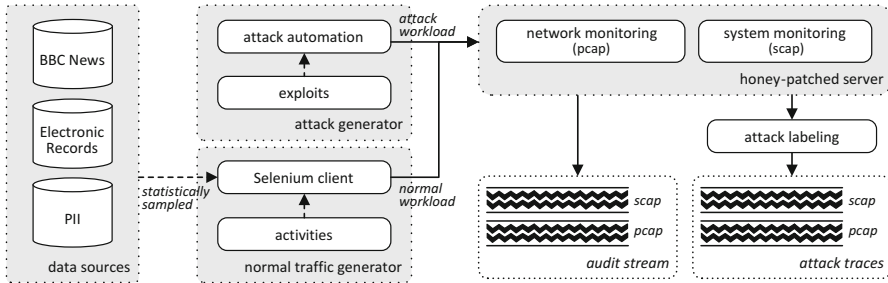 BBC News
Electronic
Records
PII
data sources
statistically
sampled
attack automation
exploits
attack generator
Selenium client
activities
normal traffic generator
attack
workload
normal
workload
network monitoring
(pcap)
system monitoring
(scap)
honey-patched server
attack labeling
scap
pcap
audit stream
scap
pcap
attack traces